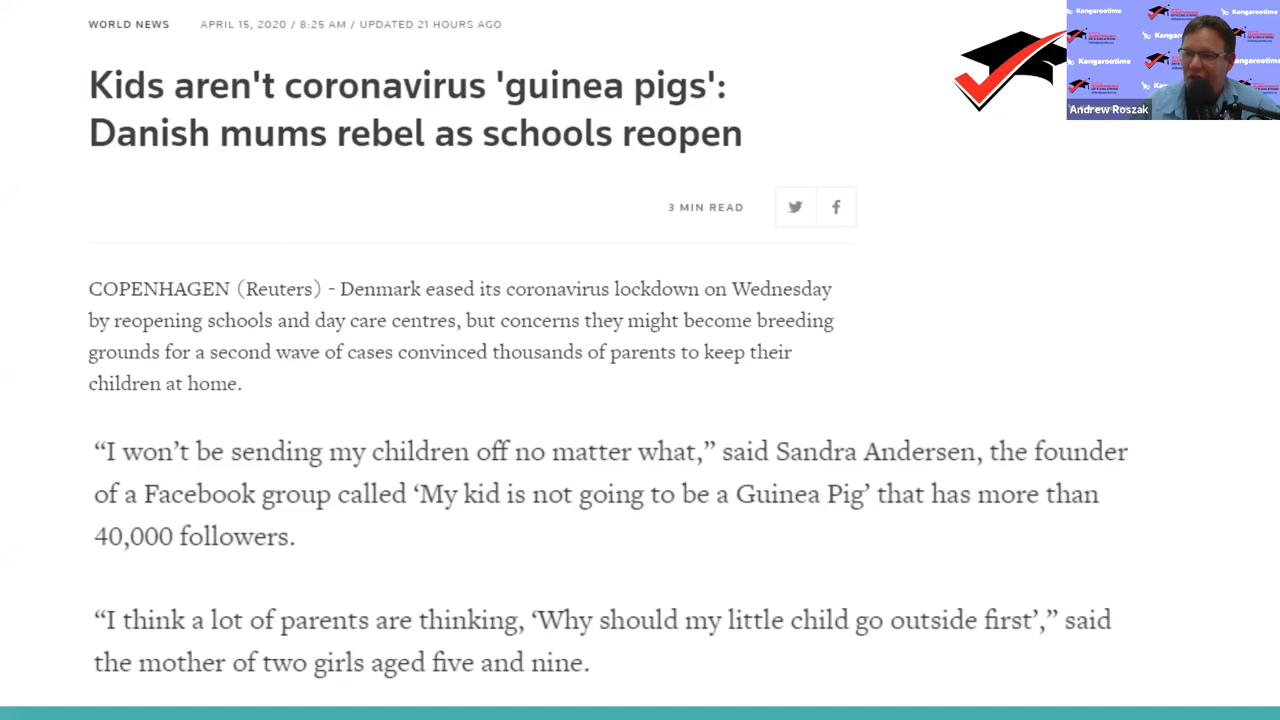 WORLD NEWS APRIL 15, 2020 / 8:25 AM / UPDATED 21 HOURS AGO
Kids aren't coronavirus 'guinea pigs':
Danish mums rebel as schools reopen
3 MIN READ
COPENHAGEN (Reuters) - Denmark eased its coronavirus lockdown on Wednesday
by reopening schools and day care centres, but concerns they might become breeding
grounds for a second wave of cases convinced thousands of parents to keep their
children at home.
“I won’t be sending my children off no matter what,” said Sandra Andersen, the founder
of a Facebook group called ‘My kid is not going to be a Guinea Pig’ that has more than
40,000 followers.
“I think a lot of parents are thinking, ‘Why should my little child go outside first’,” said
the mother of two girls aged five and nine.
Kangarootime
Kangarootime
Kangarootime
Kangarootime
Andrew Roszak